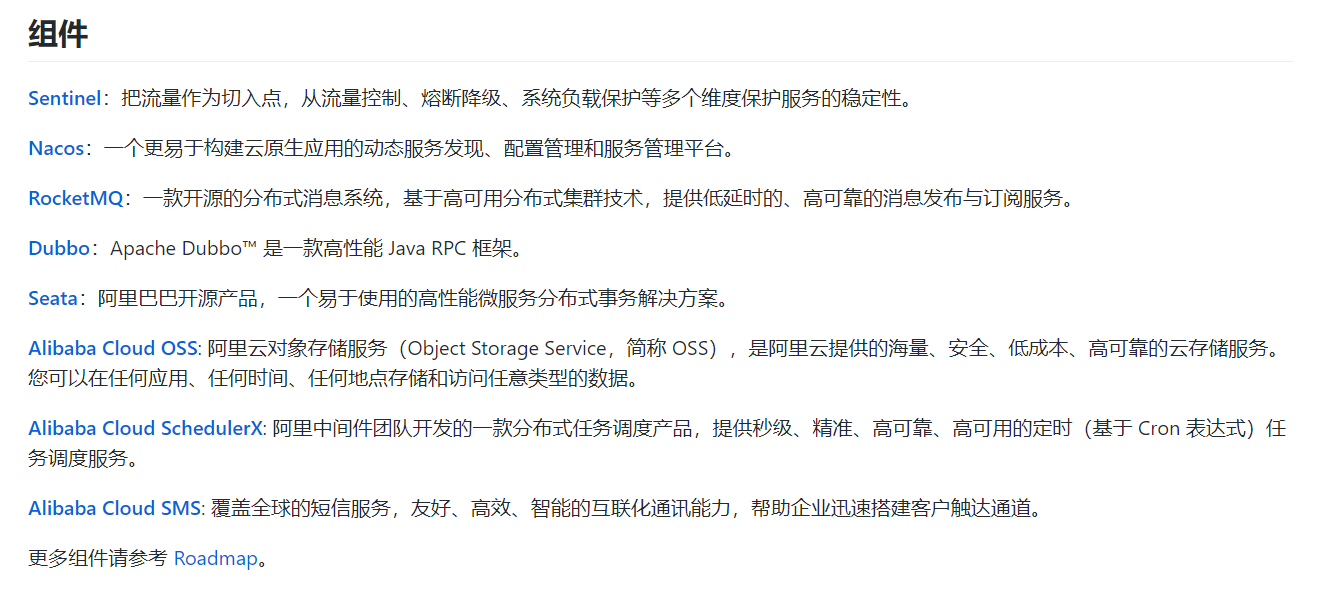 组件
Sentinel：把流量作为切入点，从流量控制、熔断降级、系统负载保护等多个维度保护服务的稳定性。
Nacos：一个更易于构建云原生应用的动态服务发现、配置管理和服务管理平台。
RocketMQ：一款开源的分布式消息系统，基于高可用分布式集群技术，提供低延时的、高可靠的消息发布与订阅服务。
Dubbo：Apache Dubbo™ 是一款高性能 Java RPC 框架。
Seata：阿里巴巴开源产品，一个易于使用的高性能微服务分布式事务解决方案。
Alibaba Cloud OSS: 阿里云对象存储服务（Object Storage Service，简称 OSS），是阿里云提供的海量、安全、低成本、高可靠的云存储服务。
您可以在任何应用、任何时间、任何地点存储和访问任意类型的数据。
Alibaba Cloud SchedulerX: 阿里中间件团队开发的一款分布式任务调度产品，提供秒级、精准、高可靠、高可用的定时（基于 Cron 表达式）任
务调度服务。
Alibaba Cloud SMS: 覆盖全球的短信服务，友好、高效、智能的互联化通讯能力，帮助企业迅速搭建客户触达通道。
更多组件请参考 Roadmap。